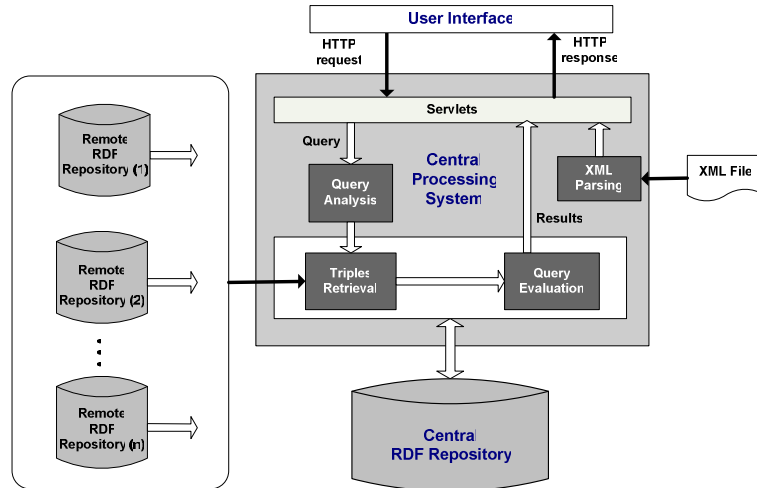 User Interface
HTTP
request
HTTP
response
Servlets
Remote
RDF
Repository (1)
Query
Central
Processing
System
Query
Analysis
XML
Parsing
XML File
Results
Remote
RDF
Repository (2)
Triples
Retrieval
Query
Evaluation
Remote
RDF
Repository (n)
Central
RDF Repository